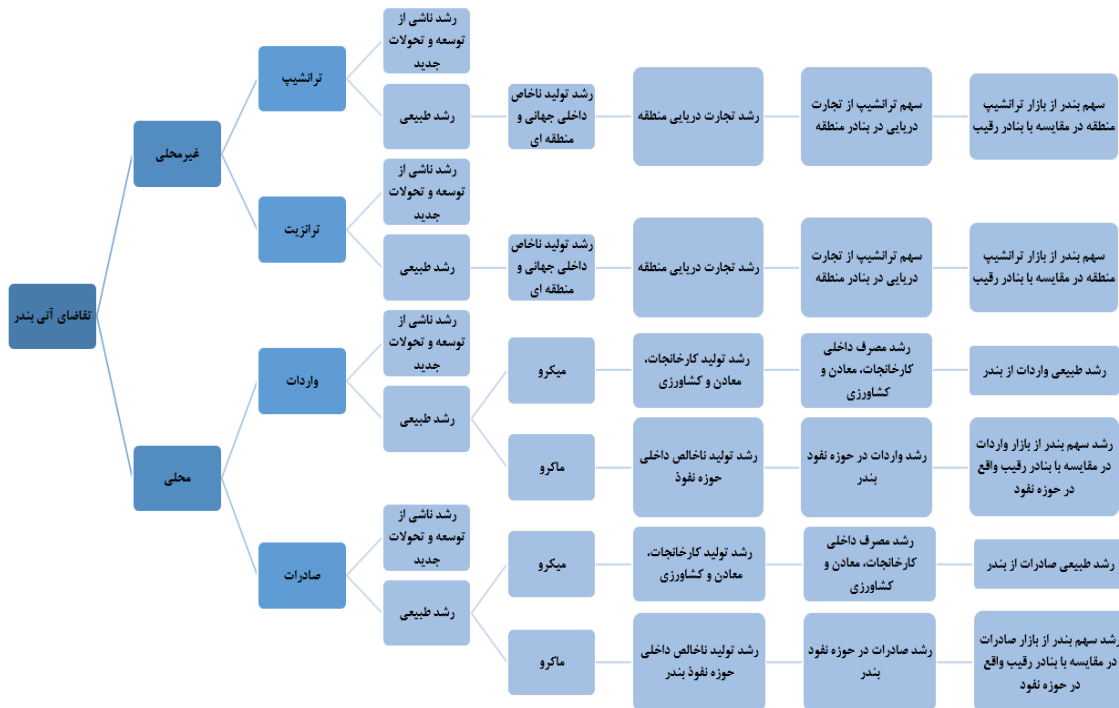 تقاضای آتی بندر
غیرمحلی
ترانشیپ
رشد ناشی از
توسعه و تحولات
جدید
رشد طبیعی
رشد تولید ناخاص
داخلی جهانی و
منطقه ای
رشد تجارت دریایی منطقه
سهم ترانشیپ از تجارت
دریایی در بنادر منطقه
سهم بندر از بازار ترانشیپ
منطقه در مقایسه با بنادر رقیب
ترانزیت
رشد ناشی از
توسعه و تحولات
جدید
رشد طبیعی
رشد تولید ناخاص
داخلی جهانی و
منطقه ای
رشد تجارت دریایی منطقه
سهم ترانشیپ از تجارت
دریایی در بنادر منطقه
سهم بندر از بازار ترانشیپ
منطقه در مقایسه با بنادر رقیب
محلی
واردات
رشد ناشی از
توسعه و تحولات
جدید
رشد طبیعی
میکرو
رشد تولید کارخانجات،
معادن و کشاورزی
رشد مصرف داخلی
کارخانجات، معادن و
کشاورزی
رشد طبیعی واردات از بندر
ماکرو
رشد تولید ناخالص داخلی
حوزه نفوذ
رشد واردات در حوزه نفود
بندر
رشد سهم بندر از بازار واردات
در مقایسه با بنادر رقیب واقع
در حوزه نفود
صادرات
رشد ناشی از
توسعه و تحولات
جدید
رشد طبیعی
میکرو
رشد تولید کارخانجات،
معادن و کشاورزی
رشد مصرف داخلی
کارخانجات، معادن و
کشاورزی
رشد طبیعی صادرات از بندر
ماکرو
رشد تولید ناخالص داخلی
حوزه نفوذ بندر
رشد صادرات در حوزه نفود
بندر
رشد سهم بندر از بازار صادرات
در مقایسه با بنادر رقیب واقع
در حوزه نفود